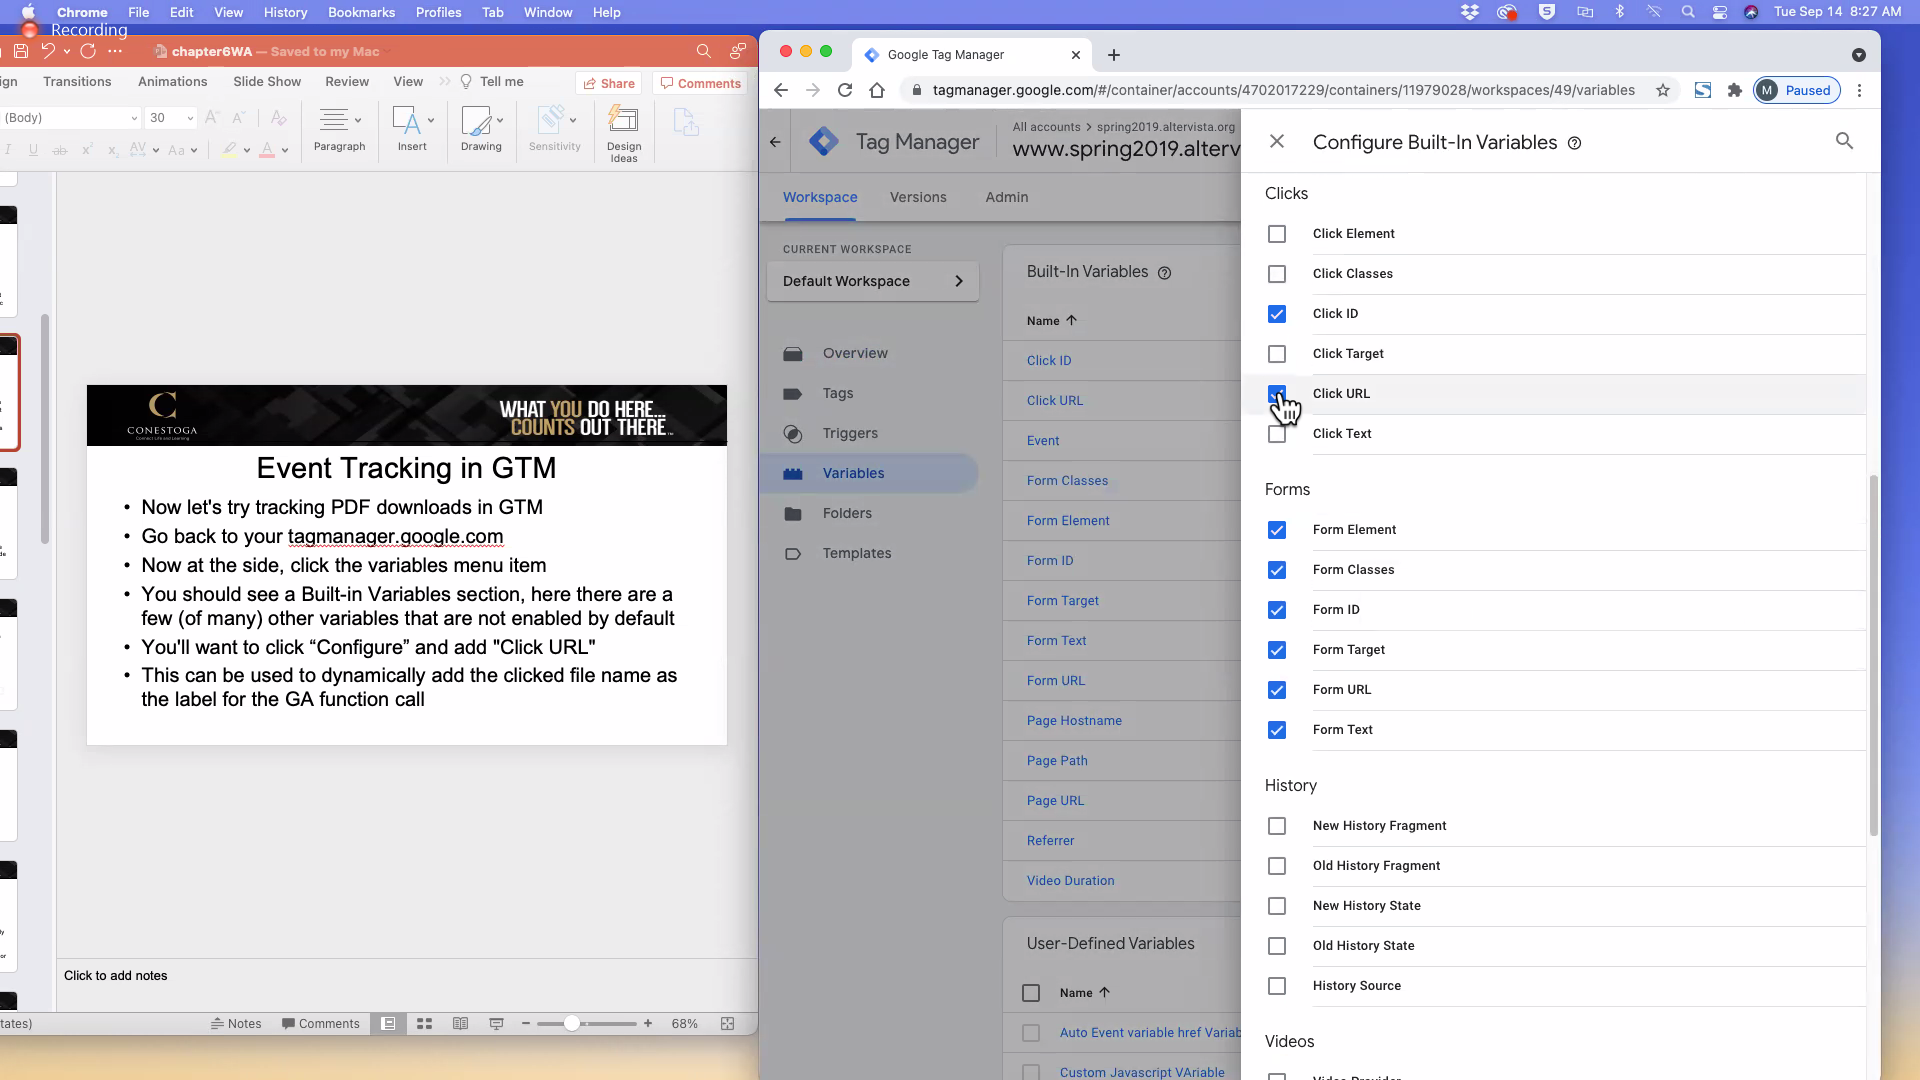 Chrome File Edit View History Bookmarks Profiles Tab Window Help
Tue Sep 14 8:27 AM
Recording
chapter6WA — Saved to my Mac
Transitions Animations Slide Show Review View Tell me Share Comments
(Body) 30
Paragraph Insert Drawing Sensitivity Design
Ideas
CONESTOGA
Connect Life and Learning
WHAT YOU DO HERE...
COUNTS OUT THERE.
Event Tracking in GTM
• Now let's try tracking PDF downloads in GTM
• Go back to your tagmanager.google.com
• Now at the side, click the variables menu item
• You should see a Built-in Variables section, here there are a
few (of many) other variables that are not enabled by default
• You'll want to click “Configure” and add "Click URL"
• This can be used to dynamically add the clicked file name as
the label for the GA function call
Click to add notes
tates) Notes Comments 68%
Google Tag Manager
tagmanager.google.com/#/container/accounts/4702017229/containers/11979028/workspaces/49/variables
M Paused
Tag Manager
All accounts > spring2019.altervista.org
www.spring2019.alterv
Workspace Versions Admin
CURRENT WORKSPACE
Default Workspace
Overview
Tags
Triggers
Variables
Folders
Templates
Built-In Variables
Name
Click ID
Click URL
Event
Form Classes
Form Element
Form ID
Form Target
Form Text
Form URL
Page Hostname
Page Path
Page URL
Referrer
Video Duration
User-Defined Variables
Name
Auto Event variable href Variab
Custom Javascript VAriable
Configure Built-In Variables
Clicks
Click Element
Click Classes
Click ID
Click Target
Click URL
Click Text
Forms
Form Element
Form Classes
Form ID
Form Target
Form URL
Form Text
History
New History Fragment
Old History Fragment
New History State
Old History State
History Source
Videos